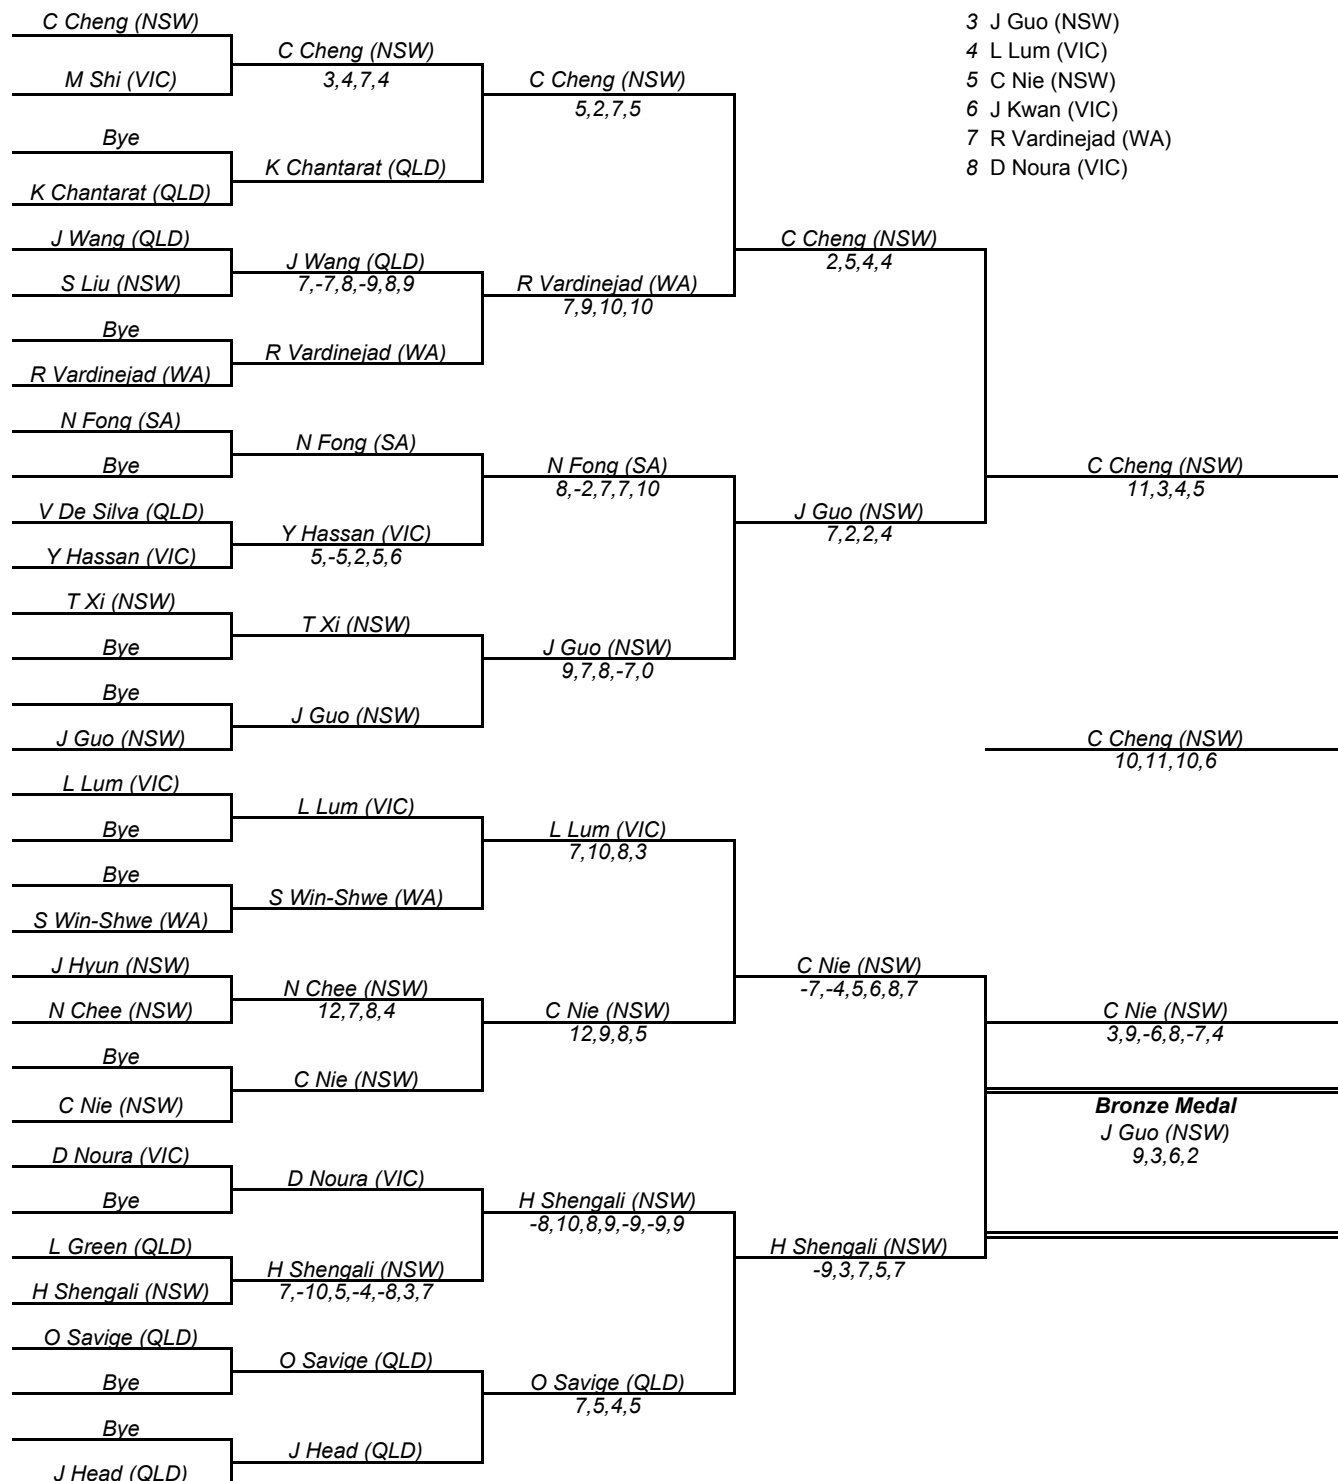 C Cheng (NSW)
M Shi (VIC)
Bye
K Chantarat (QLD)
J Wang (QLD)
S Liu (NSW)
Bye
R Vardinejad (WA)
N Fong (SA)
Bye
V De Silva (QLD)
Y Hassan (VIC)
T Xi (NSW)
Bye
Bye
J Guo (NSW)
L Lum (VIC)
Bye
Bye
S Win-Shwe (WA)
J Hyun (NSW)
N Chee (NSW)
Bye
C Nie (NSW)
D Noura (VIC)
Bye
L Green (QLD)
H Shengali (NSW)
O Savige (QLD)
Bye
Bye
J Head (QLD)
C Cheng (NSW)
3,4,7,4
K Chantarat (QLD)
J Wang (QLD)
7,-7,8,-9,8,9
R Vardinejad (WA)
N Fong (SA)
Y Hassan (VIC)
5,-5,2,5,6
T Xi (NSW)
J Guo (NSW)
L Lum (VIC)
S Win-Shwe (WA)
N Chee (NSW)
12,7,8,4
C Nie (NSW)
D Noura (VIC)
H Shengali (NSW)
7,-10,5,-4,-8,3,7
O Savige (QLD)
J Head (QLD)
C Cheng (NSW)
5,2,7,5
R Vardinejad (WA)
7,9,10,10
N Fong (SA)
8,-2,7,7,10
J Guo (NSW)
9,7,8,-7,0
L Lum (VIC)
7,10,8,3
C Nie (NSW)
12,9,8,5
H Shengali (NSW)
-8,10,8,9,-9,-9,9
O Savige (QLD)
7,5,4,5
C Cheng (NSW)
2,5,4,4
J Guo (NSW)
7,2,2,4
C Nie (NSW)
-7,-4,5,6,8,7
H Shengali (NSW)
-9,3,7,5,7
3 J Guo (NSW)
4 L Lum (VIC)
5 C Nie (NSW)
6 J Kwan (VIC)
7 R Vardinejad (WA)
8 D Noura (VIC)
C Cheng (NSW)
11,3,4,5
C Cheng (NSW)
10,11,10,6
C Nie (NSW)
3,9,-6,8,-7,4
Bronze Medal
J Guo (NSW)
9,3,6,2